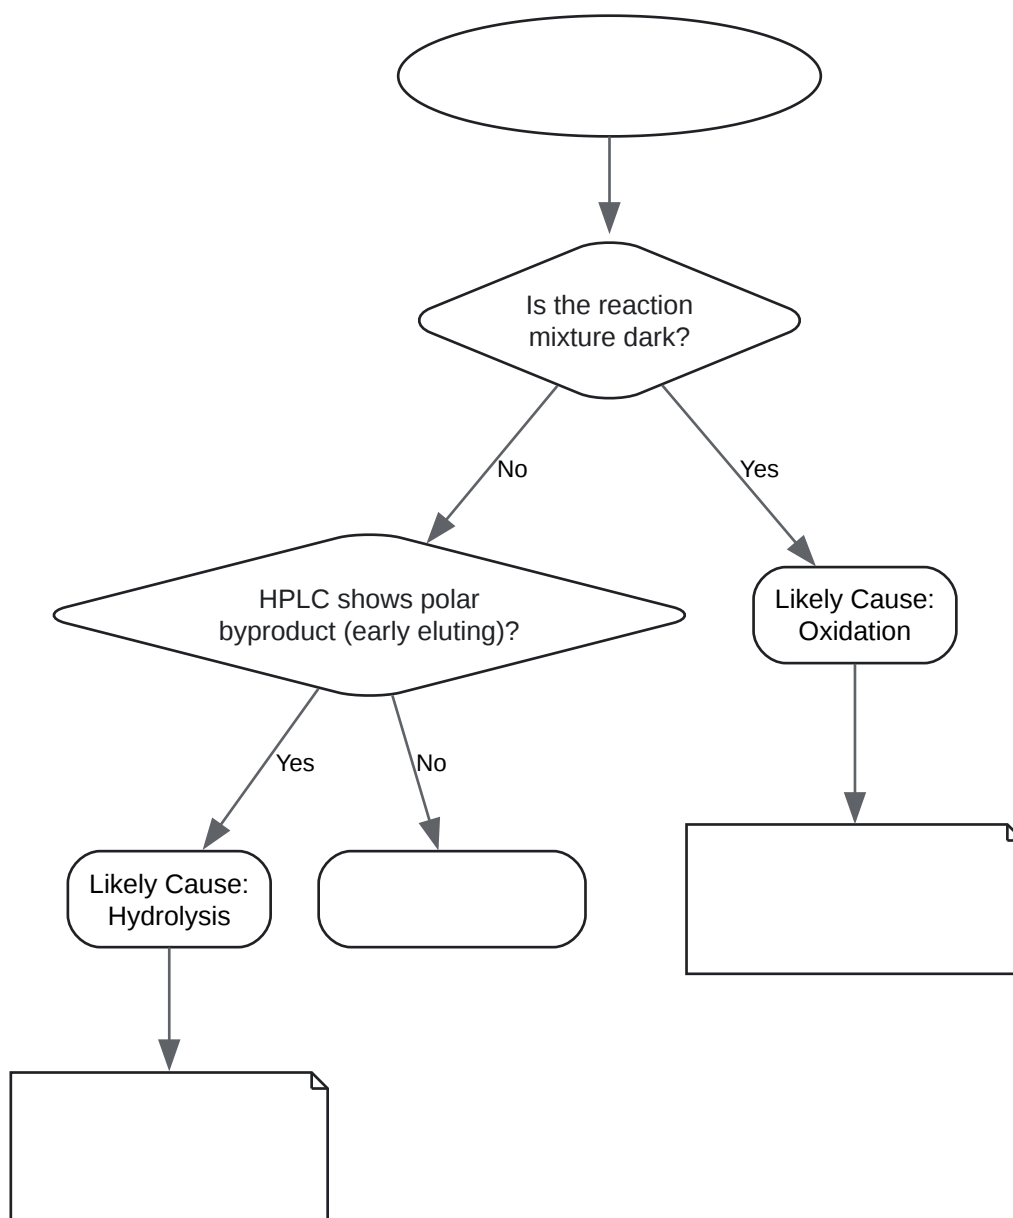 Is the reaction
mixture dark?
No
Yes
HPLC shows polar
byproduct (early eluting)?
Likely Cause:
Oxidation
Yes
No
Likely Cause:
Hydrolysis